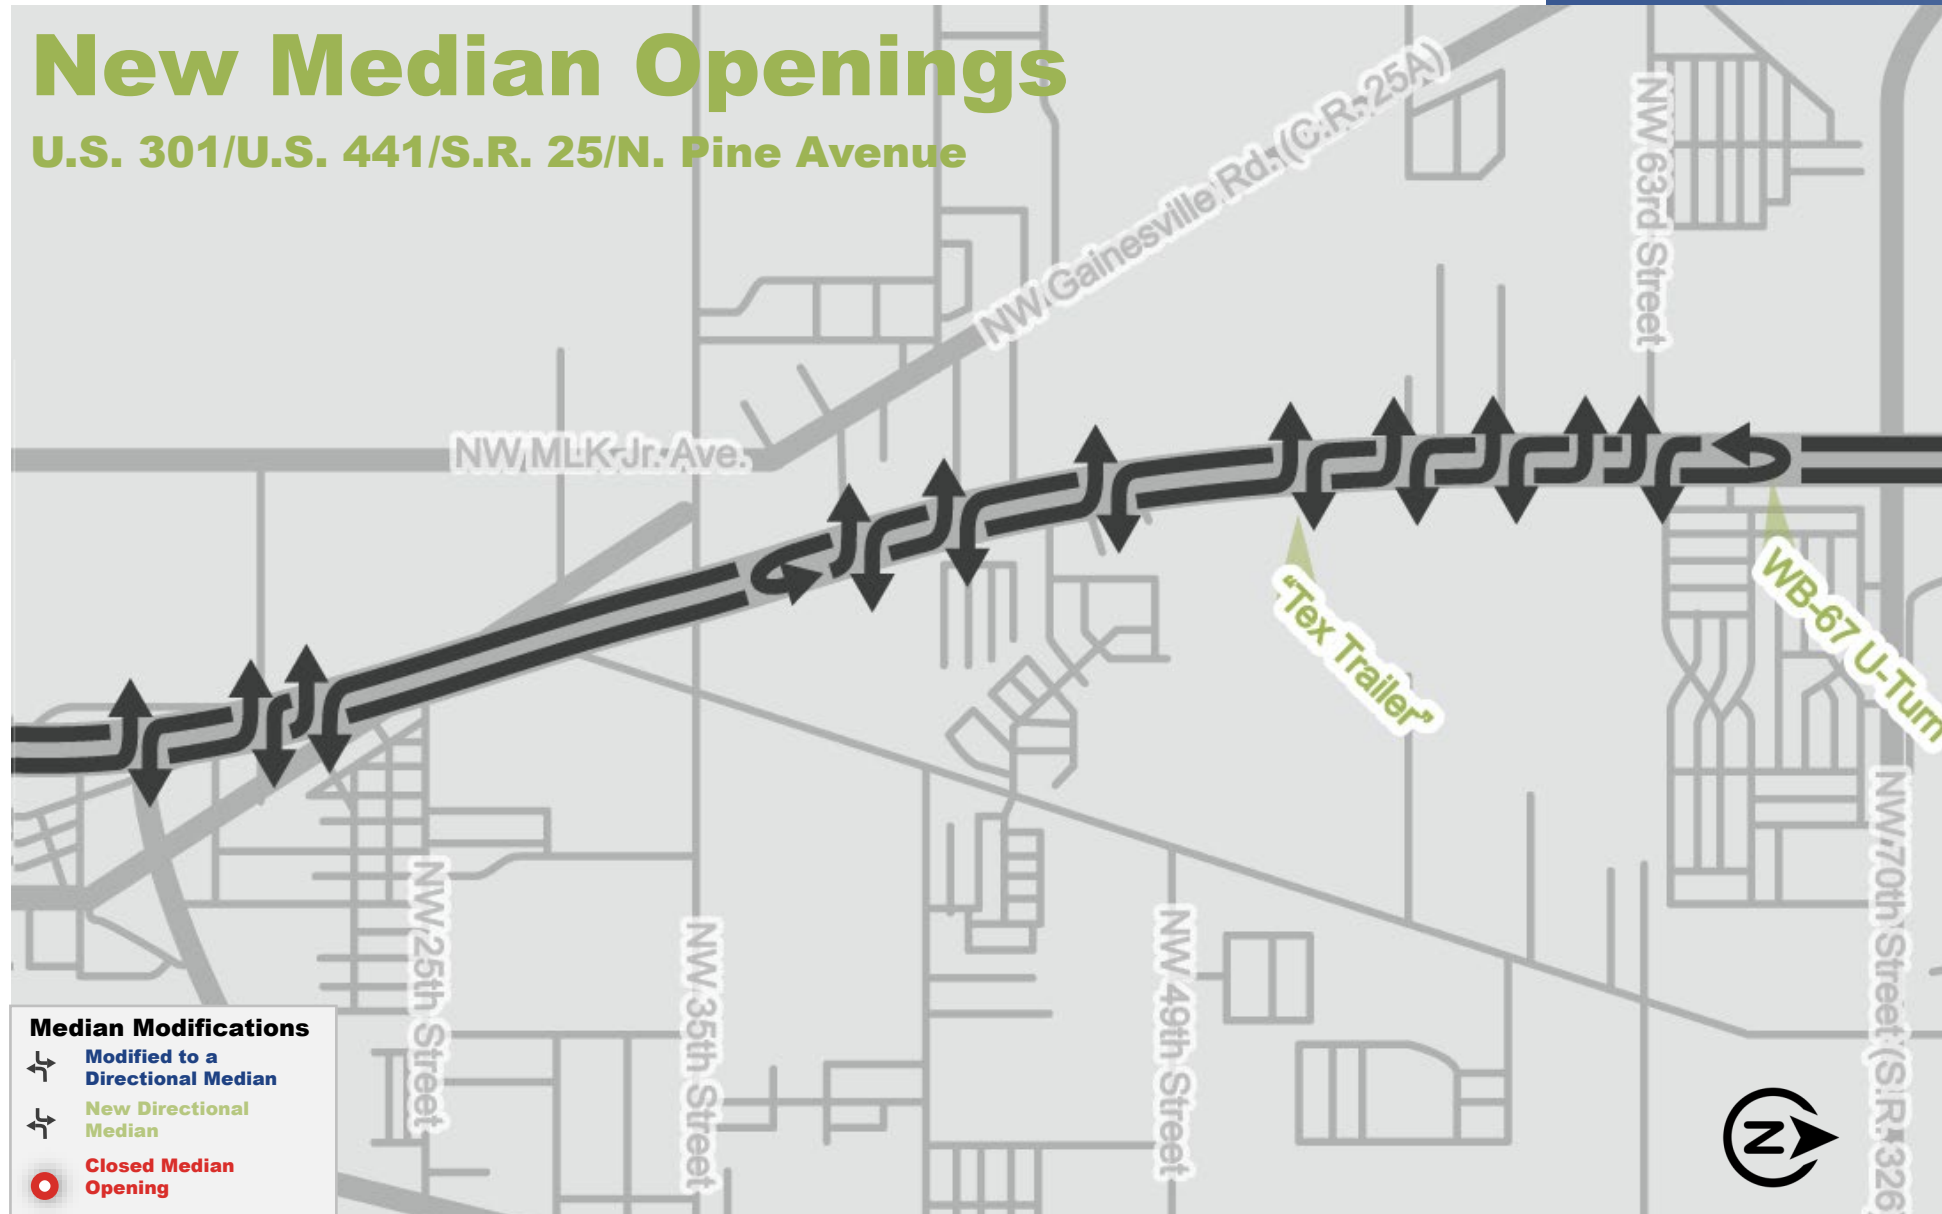 New Median Openings
U.S. 301/U.S. 441/S.R. 25/N. Pine Avenue
NW Gainesville Rd. (C.R. 25A)
NW 63rd Street
NW MLK Jr. Ave.
"Tex Trailer"
WB-67 U-Turn
NW 25th Street
NW 35th Street
NW 49th Street
NW 70th Street (S.R. 326
Median Modifications
Modified to a
Directional Median
New Directional
Median
Closed Median
Opening
N